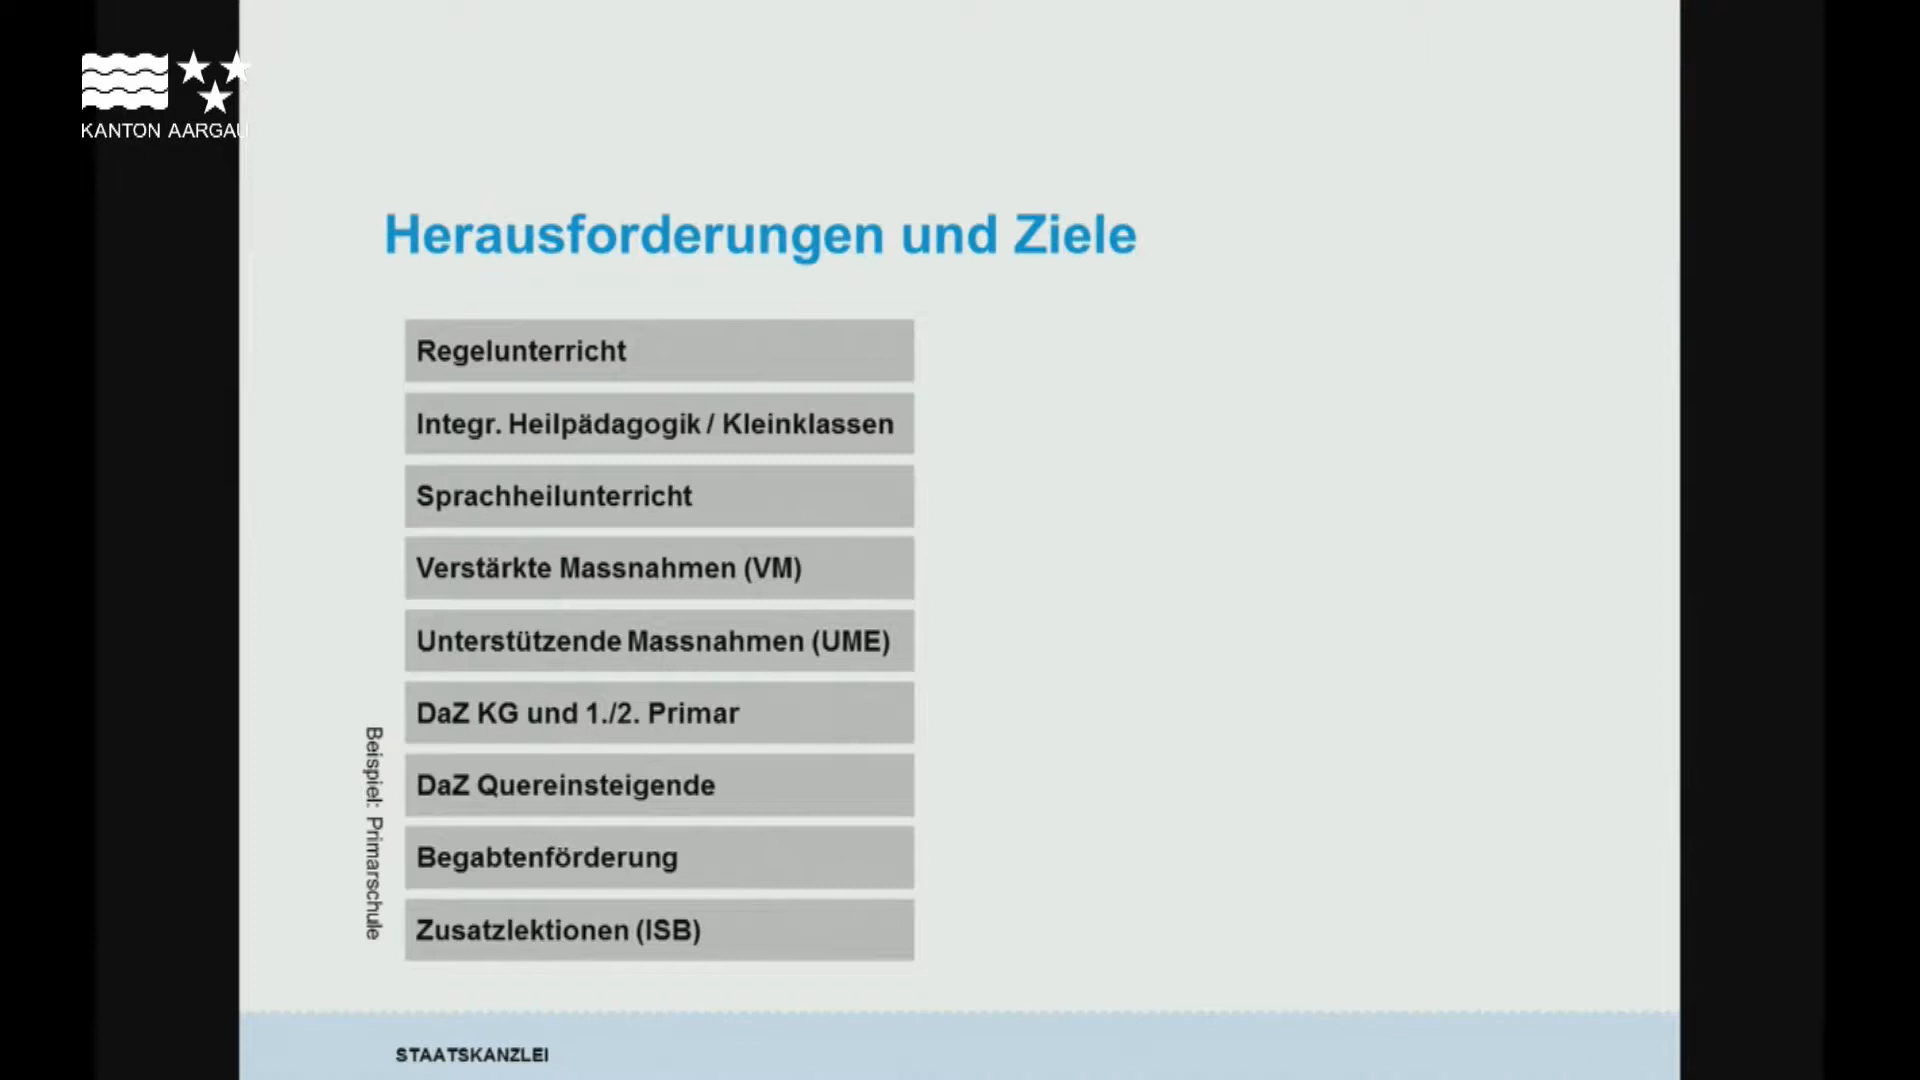 KANTON AARGAU
Herausforderungen und Ziele
Regelunterricht
Integr. Heilpädagogik / Kleinklassen
Sprachheilunterricht
Verstärkte Massnahmen (VM)
Unterstützende Massnahmen (UME)
DaZ KG und 1./2. Primar
DaZ Quereinsteigende
Begabtenförderung
Zusatzlektionen (ISB)
Beispiel: Primarschule
STAATSKANZLEI